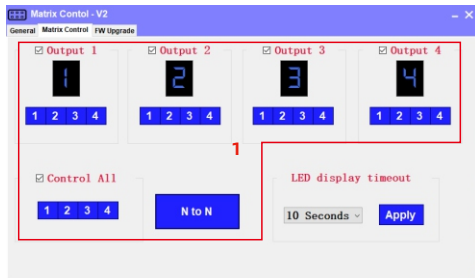 Matrix Contol - V2
General Matrix Control FW Upgrade
Output 1 Output 2 Output 3 Output 4
1 2 3 4
1 2 3 4 1 2 3 4 1 2 3 4 1 2 3 4
1
Control All LED display timeout
1 2 3 4 N to N 10 Seconds Apply